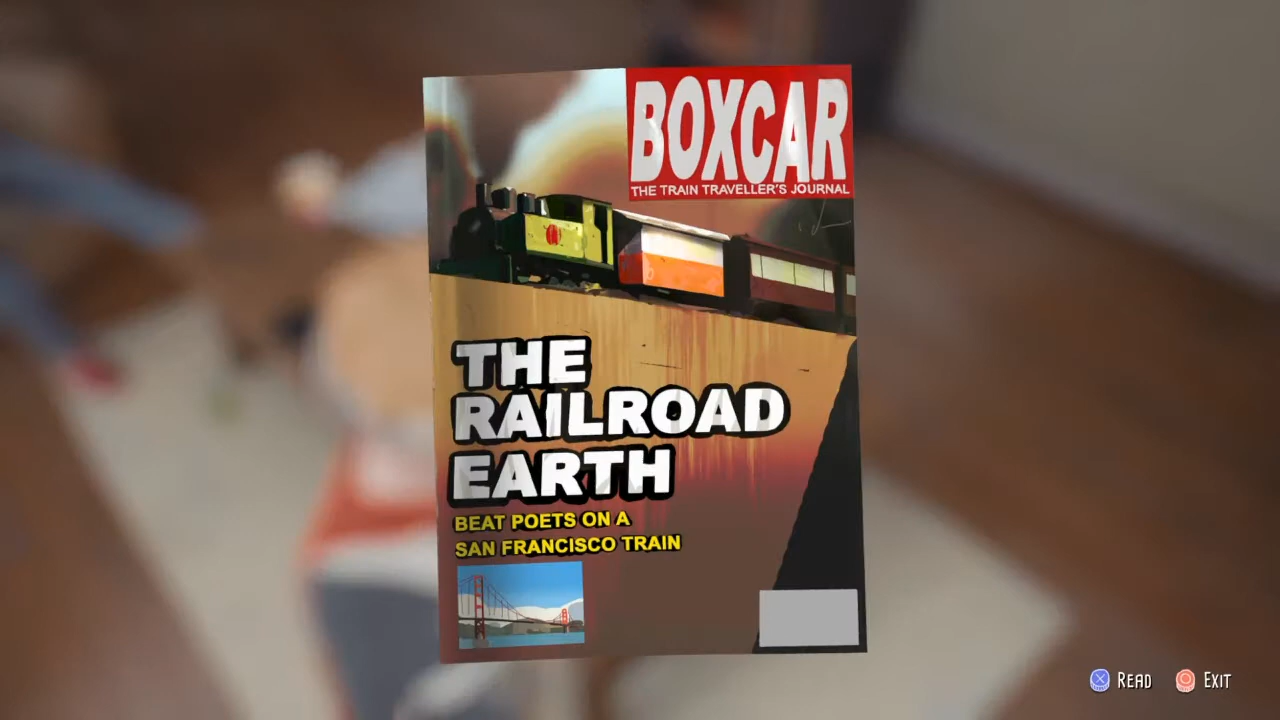 BOXCAR
THE TRAIN TRAVELLER'S JOURNAL
THE
RAILROAD
EARTH
BEAT POETS ON A
SAN FRANCISCO TRAIN
READ
EXIT